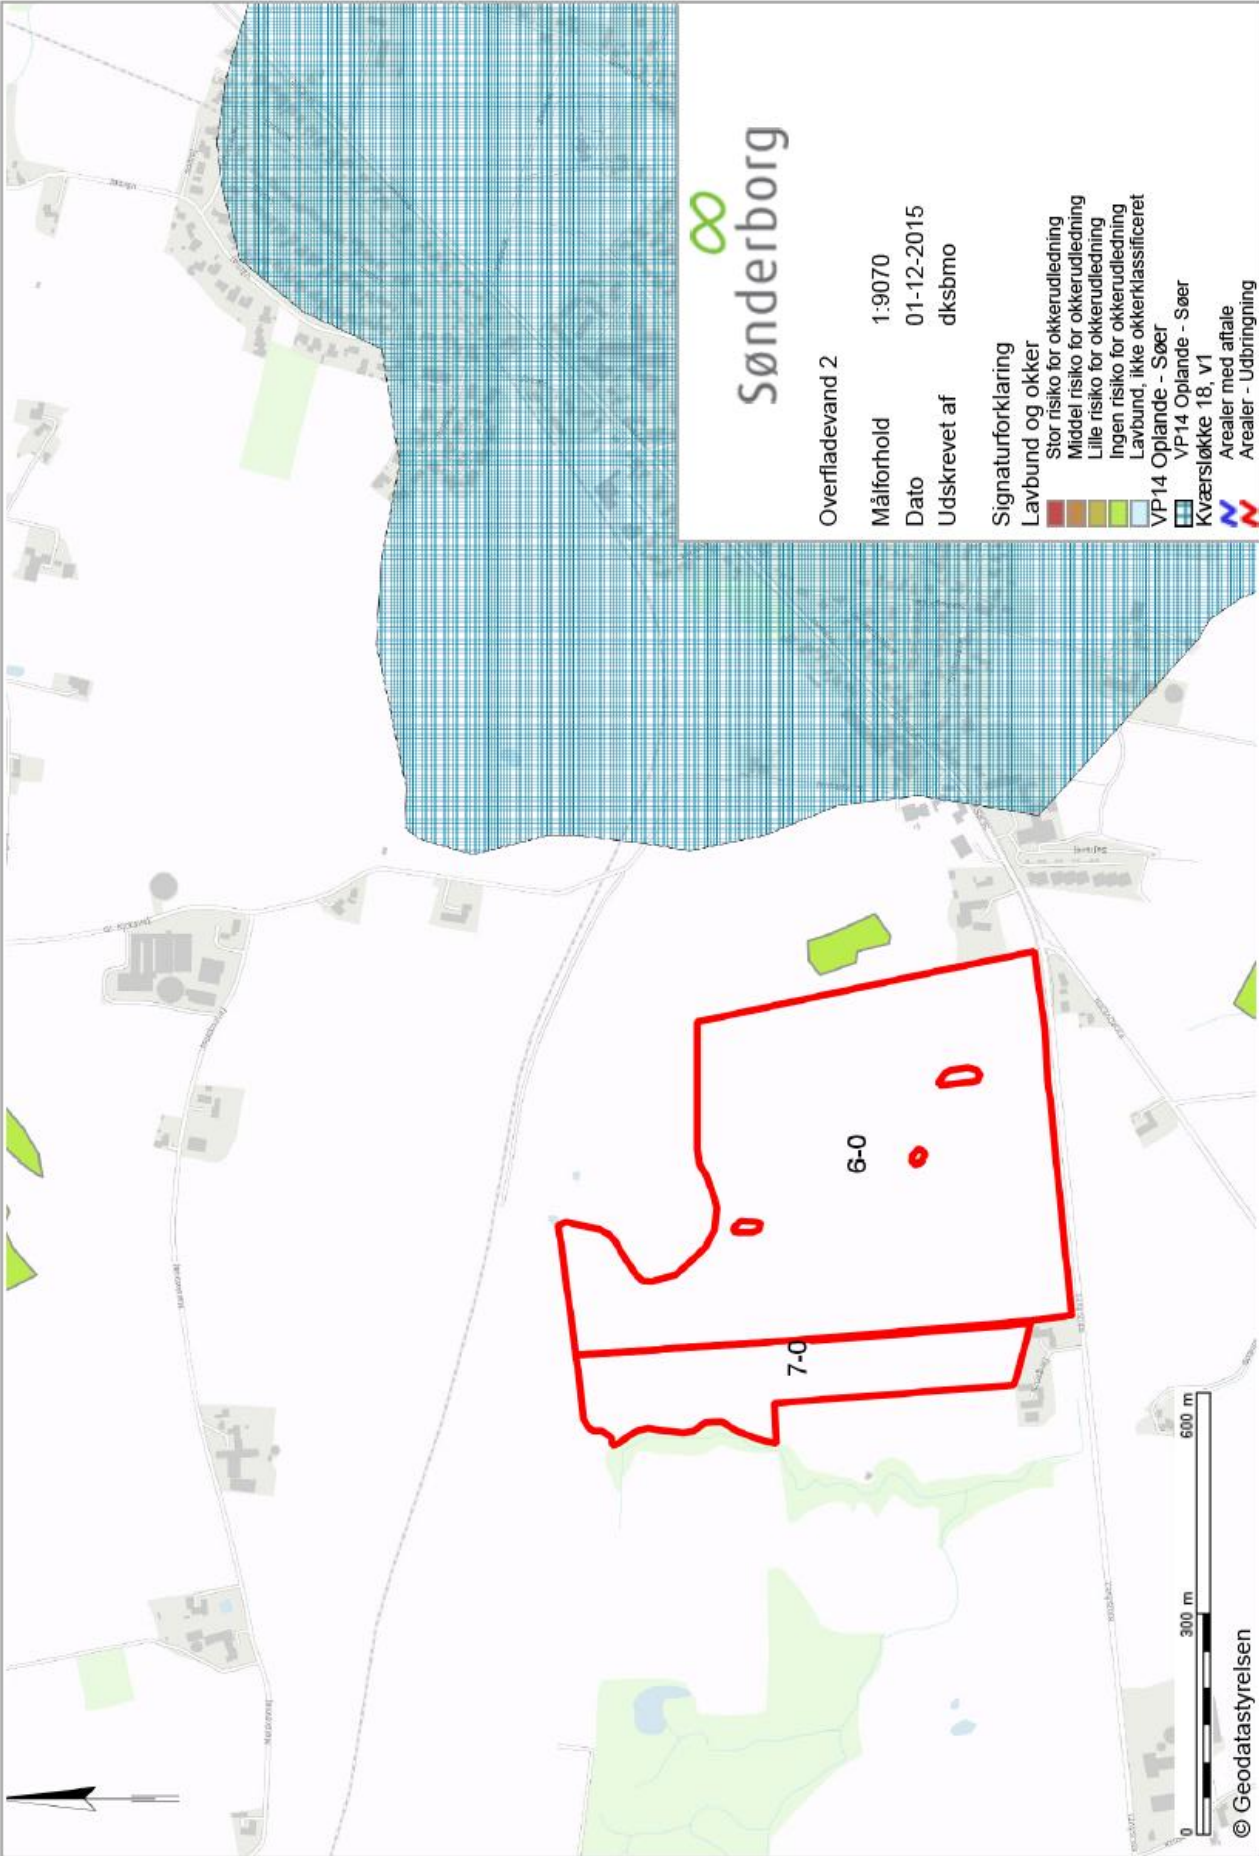 Sønderborg
Overfladevand 2
Målforhold 1:9070
Dato 01-12-2015
Udskrevet af dksbmo
Signaturforklaring
Lavbund og okker
Stor risiko for okkerudledning
Middel risiko for okkerudledning
Lille risiko for okkerudledning
Ingen risiko for okkerudledning
Lavbund, ikke okkerklassificeret
VP14 Oplande - Søer
VP14 Oplande - Søer
Kværsløkke 18, v1
Arealer med aftale
Arealer - Udbringning
6-0
7-0
0 300 m 600 m
© Geodatastyrelsen